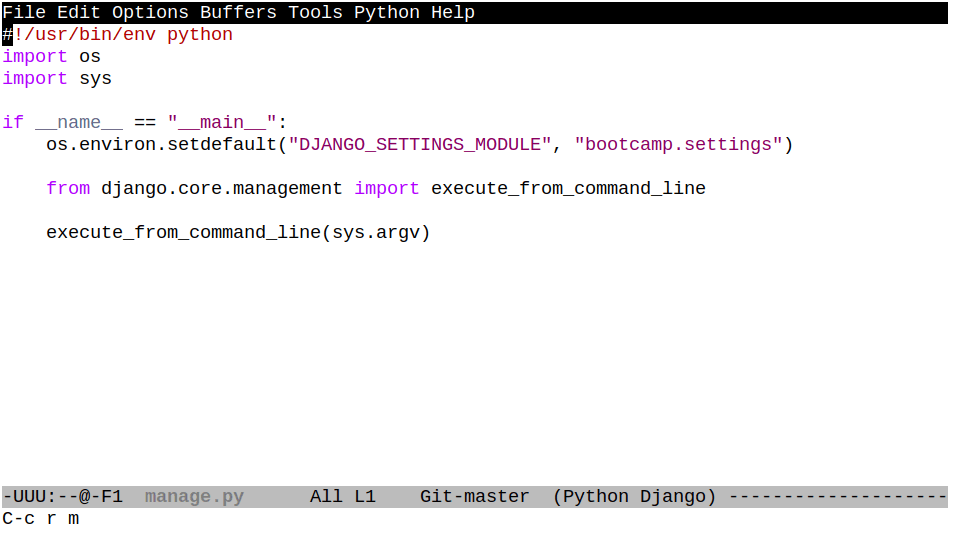 File Edit Options Buffers Tools Python Help
#!/usr/bin/env python
import os
import sys

if __name__ == "__main__":
    os.environ.setdefault("DJANGO_SETTINGS_MODULE", "bootcamp.settings")

    from django.core.management import execute_from_command_line

    execute_from_command_line(sys.argv)

-UUU:--@-F1  manage.py      All L1    Git-master  (Python Django) --------------------
C-c r m